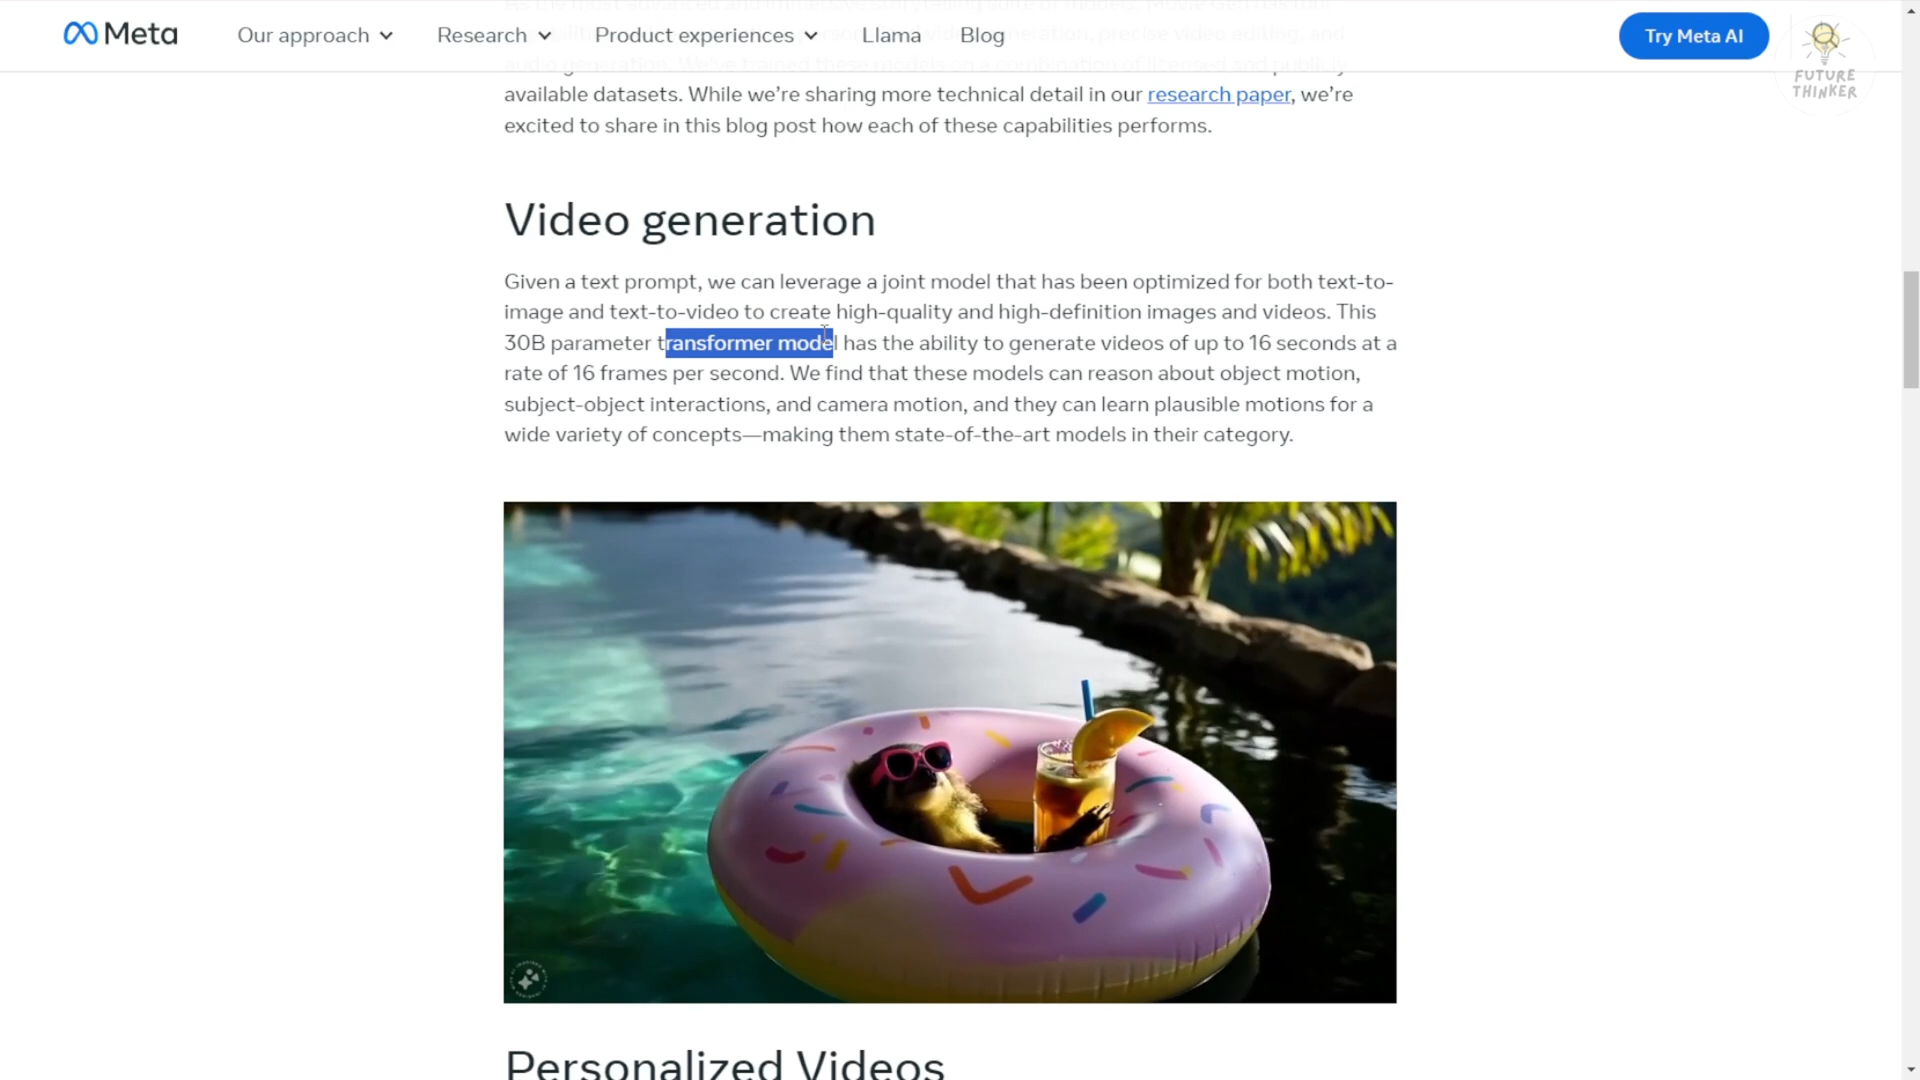 Meta
Our approach
Research
Product experiences
Llama
Blog
Try Meta AI
FUTURE
THINKER
available datasets. While we’re sharing more technical detail in our research paper, we’re
excited to share in this blog post how each of these capabilities performs.
Video generation
Given a text prompt, we can leverage a joint model that has been optimized for both text-to-
image and text-to-video to create high-quality and high-definition images and videos. This
30B parameter transformer model has the ability to generate videos of up to 16 seconds at a
rate of 16 frames per second. We find that these models can reason about object motion,
subject-object interactions, and camera motion, and they can learn plausible motions for a
wide variety of concepts—making them state-of-the-art models in their category.
Personalized Videos